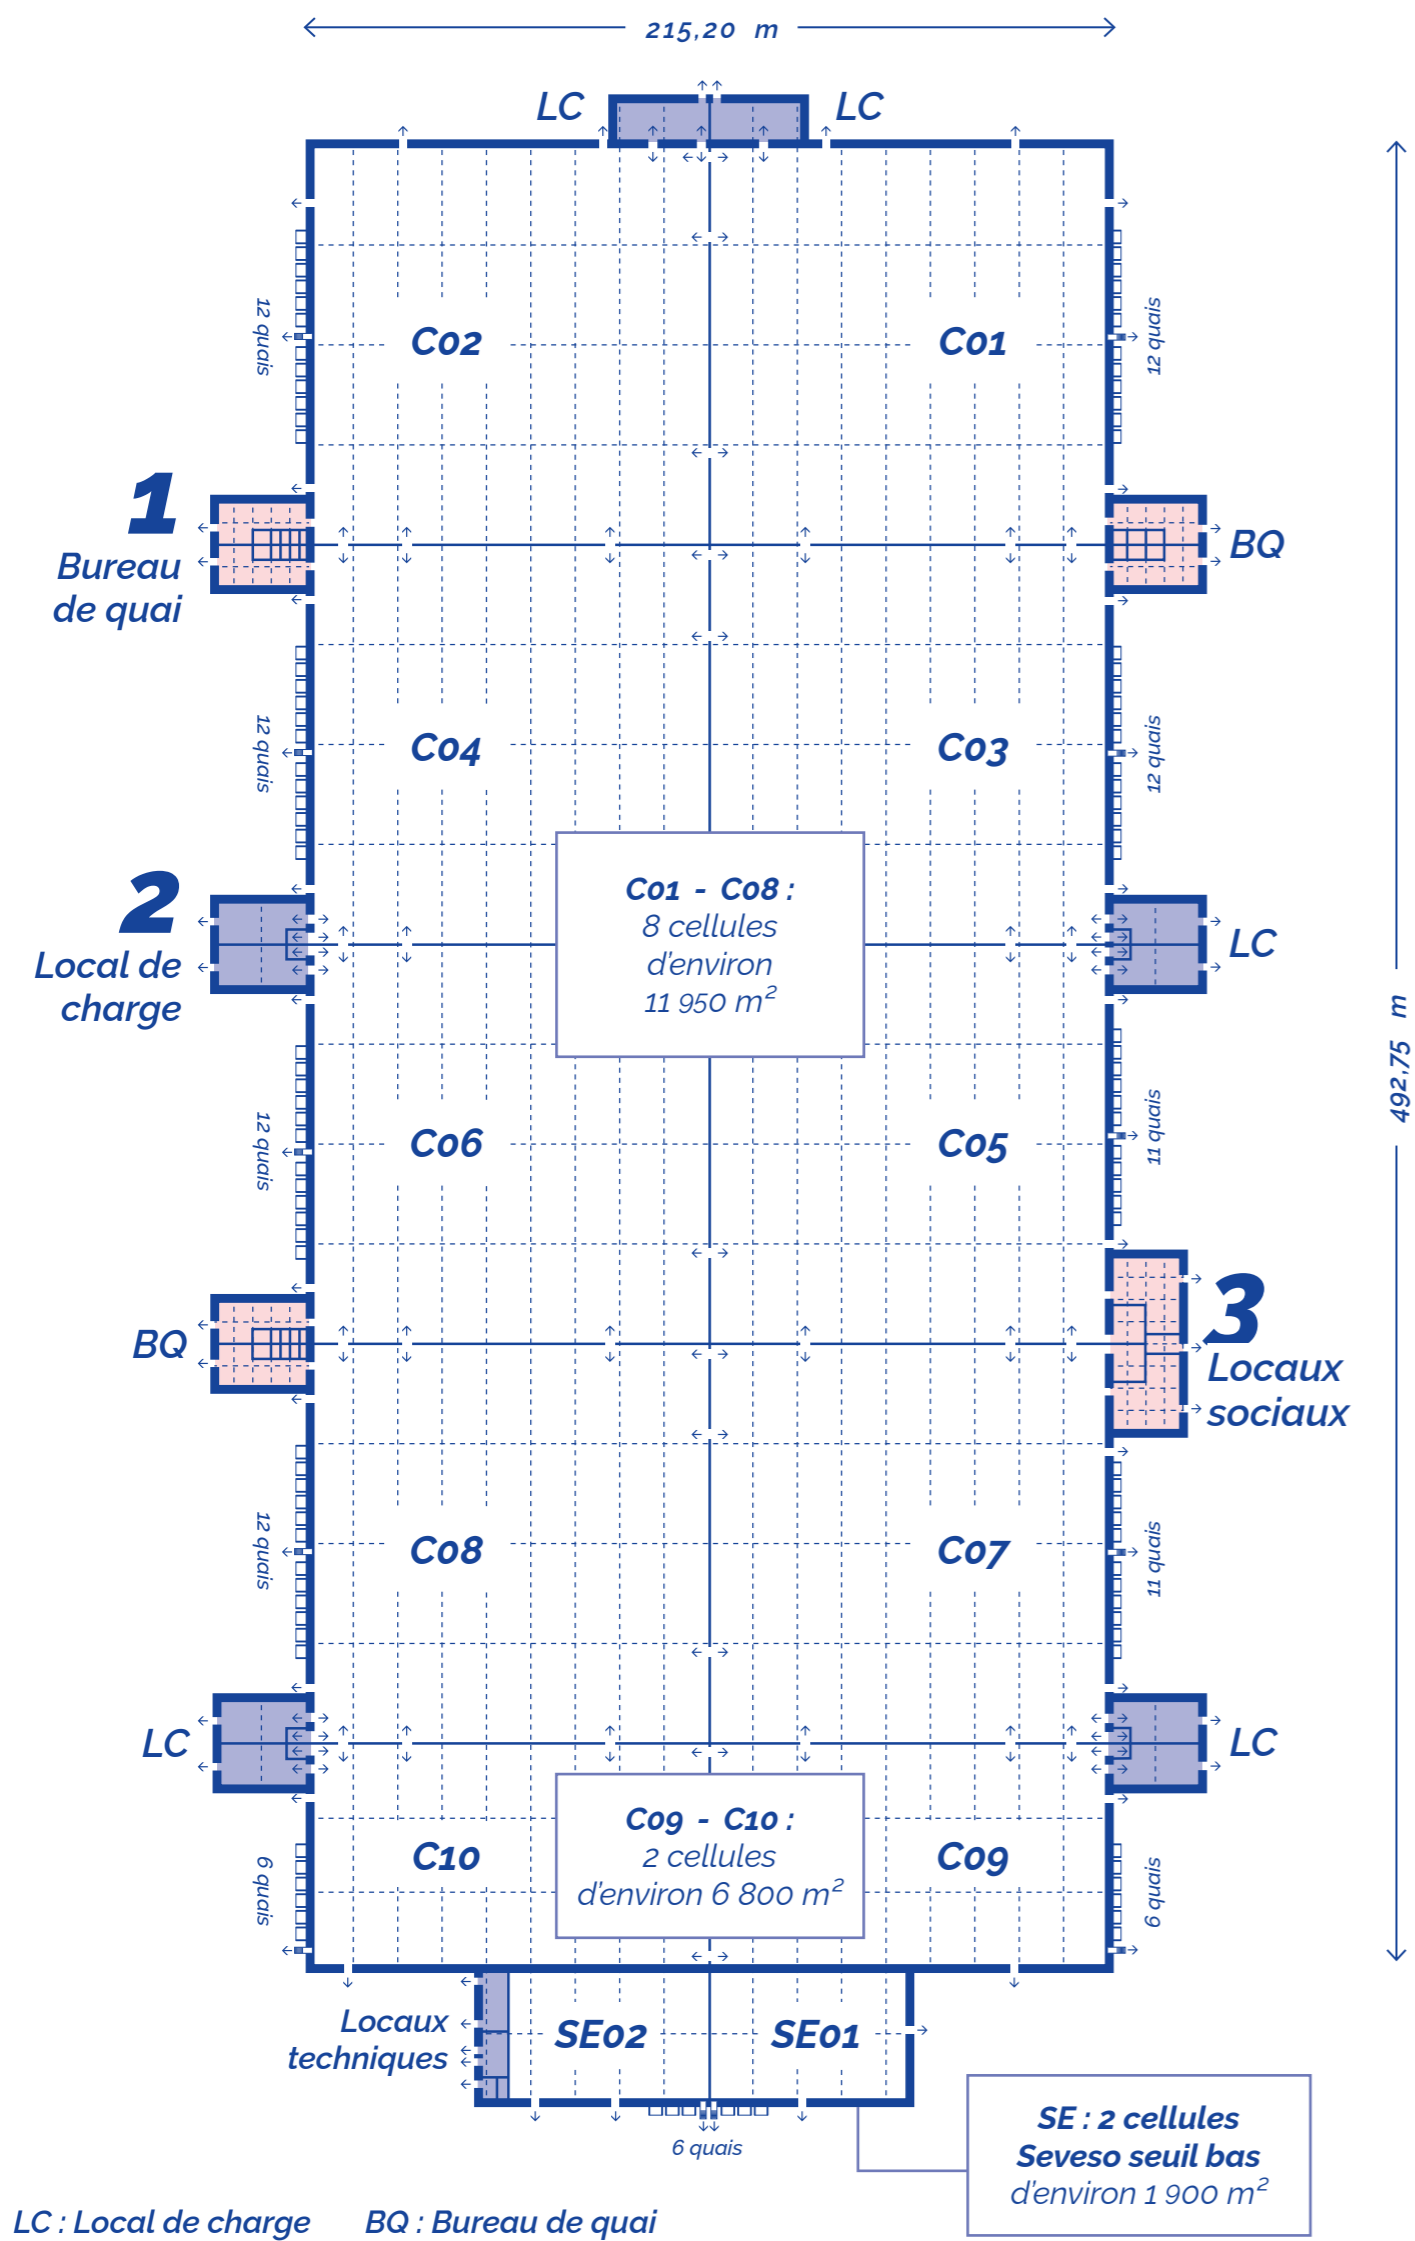 215,20 m
LC
LC
12 quais
C02
C01
12 quais
1
Bureau
de quai
BQ
12 quais
C04
C03
12 quais
C01 - C08 :
8 cellules
d'environ
11 950 m²
2
Local de
charge
LC
492,75 m
12 quais
C06
C05
11 quais
BQ
3
Locaux
sociaux
12 quais
C08
C07
11 quais
LC
LC
C09 - C10 :
2 cellules
d'environ 6 800 m²
6 quais
C10
C09
6 quais
Locaux
techniques
SE02
SE01
6 quais
SE : 2 cellules
Seveso seuil bas
d'environ 1 900 m²
LC : Local de charge
BQ : Bureau de quai